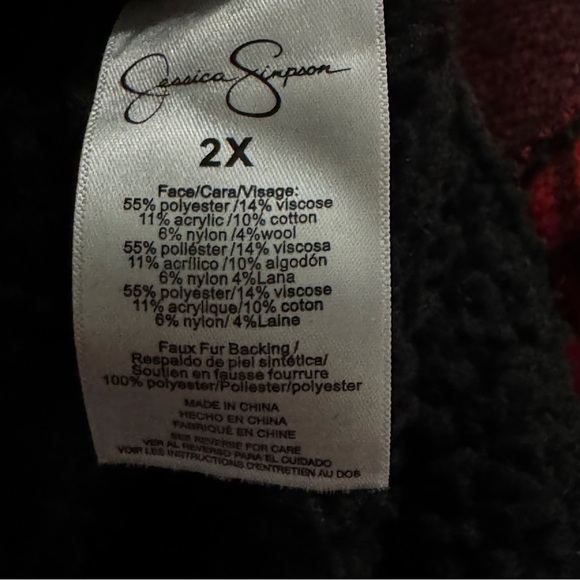 Jessica Simpson
2X
Face/Cara/Visage:
55% polyester/14% viscose
11% acrylic/10% cotton
6% nylon/4%wool
55% poliéster/14% viscosa
11% acrílico/10% algodón
6% nylon 4%Lana
55% polyester/14% viscose
11% acrylique/10% coton
6% nylon/ 4%Laine
Faux Fur Backing/
Respaldo de piel sintética/
Soutien en fausse fourrure
100% polyester/Poliester/polyester
MADE IN CHINA
HECHO EN CHINA
FABRIQUÉ EN CHINE
SEE REVERSE FOR CARE
VER AL REVERSO PARA EL CUIDADO
VOIR LES INSTRUCTIONS D'ENTRETIEN AU DOS